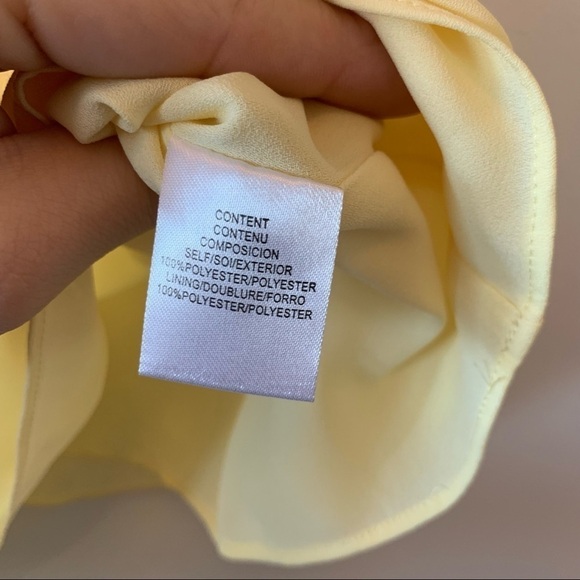 CONTENT
CONTENU
COMPOSICION
SELF/SOI/EXTERIOR
100%POLYESTER/POLYESTER
LINING/DOUBLURE/FORRO
100%POLYESTER/POLYESTER